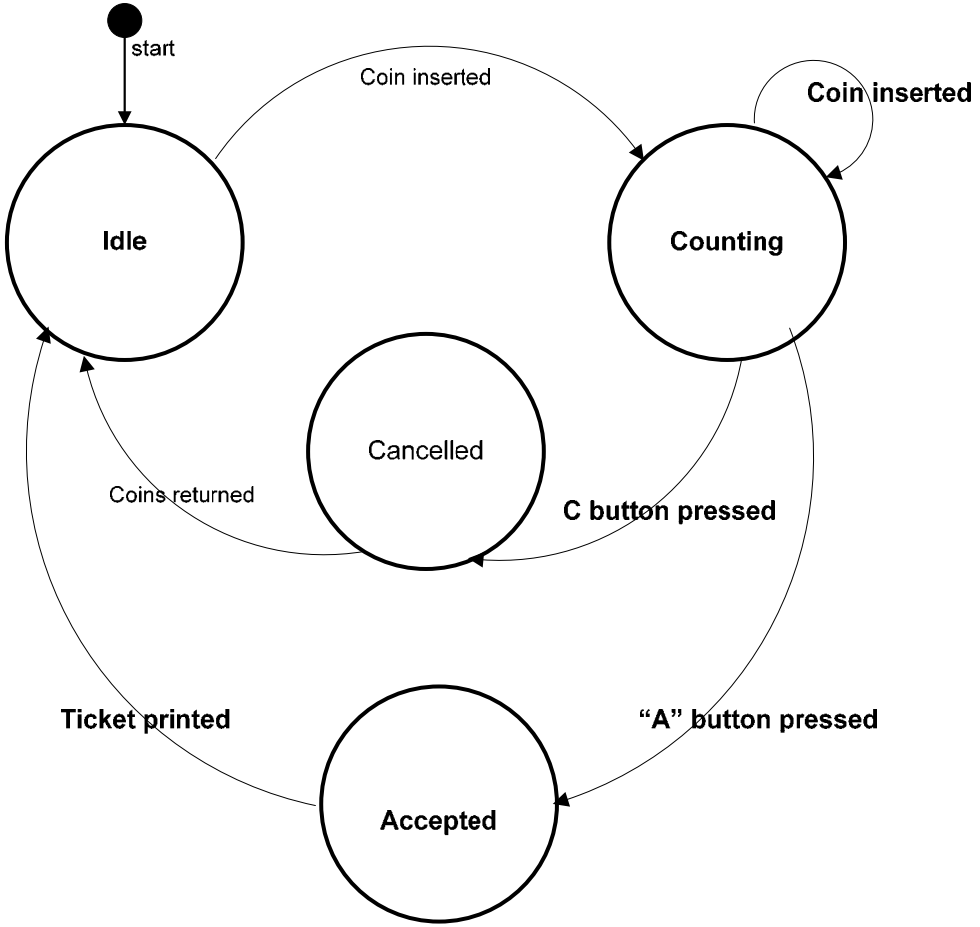 start
Coin inserted
Coin inserted
Idle
Counting
Cancelled
Coins returned
C button pressed
Ticket printed
“A” button pressed
Accepted